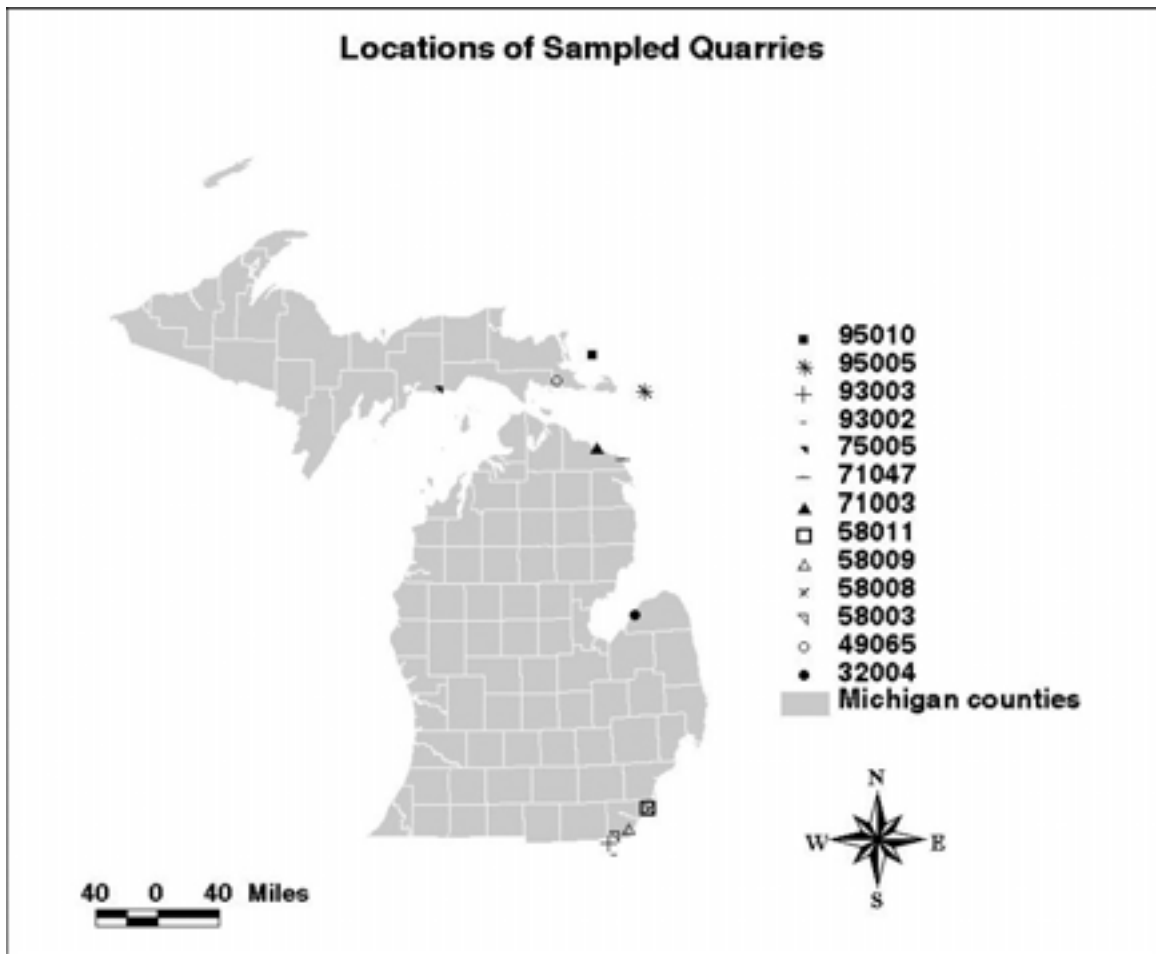 Locations of Sampled Quarries
95010
95005
93003
93002
75005
71047
71003
58011
58009
58008
58003
49065
32004
Michigan counties
N
W E
S
40 0 40 Miles